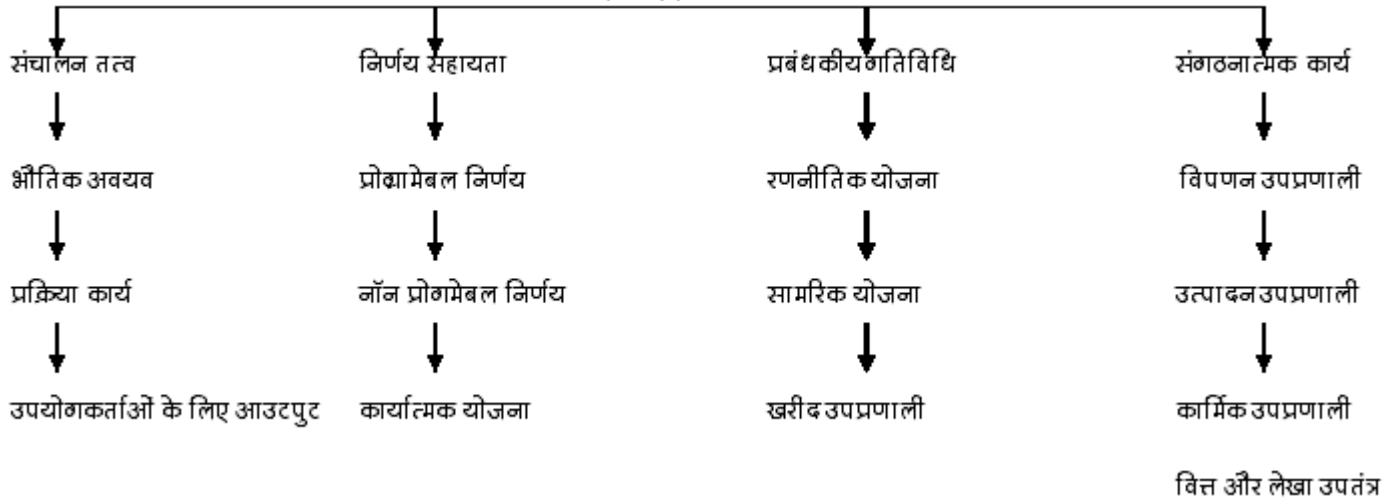 संचालन तत्व निर्णय सहायता प्रबंधकीय गतिविधि संगठनात्मक कार्य
भौतिक अवयव प्रोग्रामेबल निर्णय रणनीतिक योजना विपणन उपप्रणाली
प्रक्रिया कार्य नॉन प्रोगमेबल निर्णय सामरिक योजना उत्पादन उपप्रणाली
उपयोगकर्ताओं के लिए आउटपुट कार्यात्मक योजना खरीद उपप्रणाली कार्मिक उपप्रणाली
वित्त और लेखा उपतंत्र